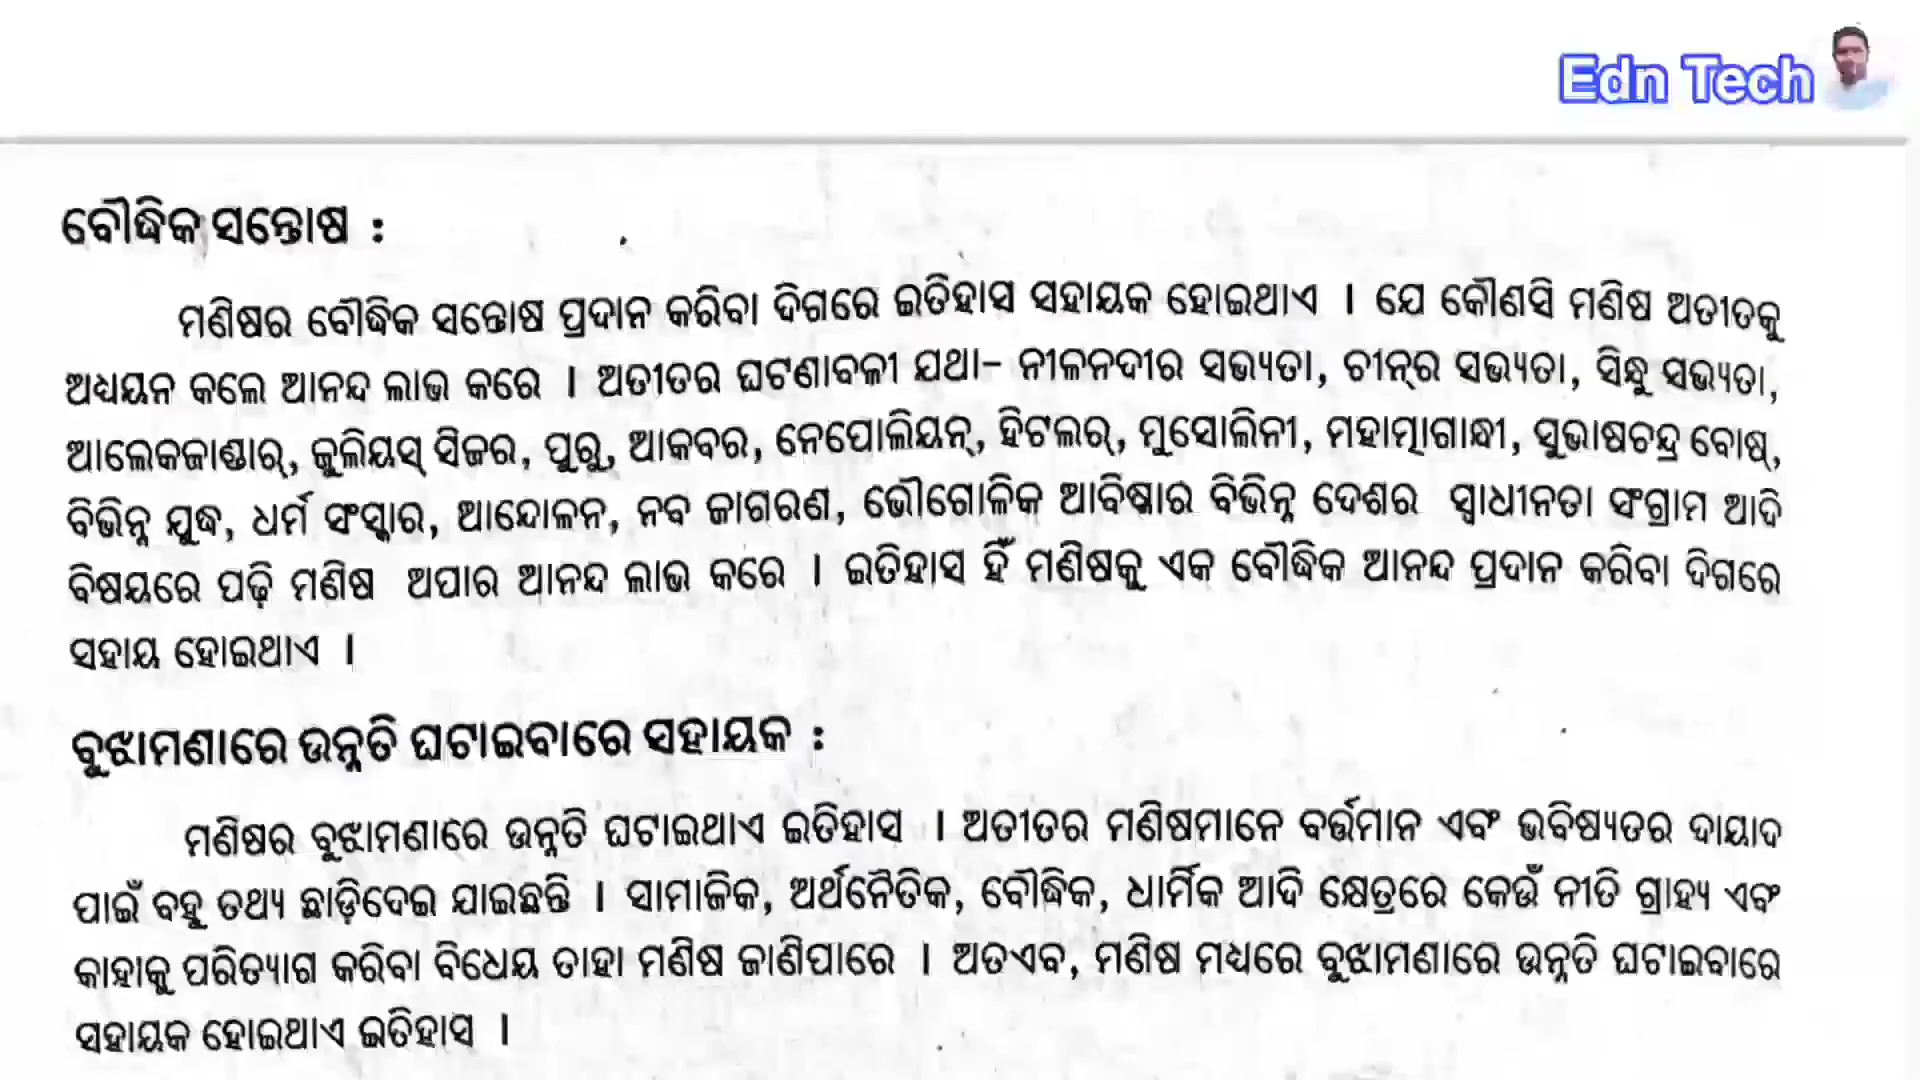 Edn Tech
ବୌଦ୍ଧିକ ସନ୍ତୋଷ :
ମଣିଷର ବୌଦ୍ଧିକ ସନ୍ତୋଷ ପ୍ରଦାନ କରିବା ଦିଗରେ ଇତିହାସ ସହାୟକ ହୋଇଥାଏ । ଯେ କୌଣସି ମଣିଷ ଅତୀତକୁ
ଅଧ୍ୟୟନ କଲେ ଆନନ୍ଦ ଲାଭ କରେ । ଅତୀତର ଘଟଣାବଳୀ ଯଥା- ନୀଳନଦୀର ସଭ୍ୟତା, ଚୀନ୍‌ର ସଭ୍ୟତା, ସିନ୍ଧୁ ସଭ୍ୟତା,
ଆଲେକଜାଣ୍ଡାର୍, ଜୁଲିୟସ୍ ସିଜର, ପୁରୁ, ଆକବର, ନେପୋଲିୟନ୍, ହିଟଲର୍, ମୁସୋଲିନୀ, ମହାତ୍ମାଗାନ୍ଧୀ, ସୁଭାଷଚନ୍ଦ୍ର ବୋଷ୍,
ବିଭିନ୍ନ ଯୁଦ୍ଧ, ଧର୍ମ ସଂସ୍କାର, ଆନ୍ଦୋଳନ, ନବ ଜାଗରଣ, ଭୌଗୋଳିକ ଆବିଷ୍କାର ବିଭିନ୍ନ ଦେଶର ସ୍ୱାଧୀନତା ସଂଗ୍ରାମ ଆଦି
ବିଷୟରେ ପଢ଼ି ମଣିଷ ଅପାର ଆନନ୍ଦ ଲାଭ କରେ । ଇତିହାସ ହିଁ ମଣିଷକୁ ଏକ ବୌଦ୍ଧିକ ଆନନ୍ଦ ପ୍ରଦାନ କରିବା ଦିଗରେ
ସହାୟ ହୋଇଥାଏ ।
ବୁଝାମଣାରେ ଉନ୍ନତି ଘଟାଇବାରେ ସହାୟକ :
ମଣିଷର ବୁଝାମଣାରେ ଉନ୍ନତି ଘଟାଇଥାଏ ଇତିହାସ । ଅତୀତର ମଣିଷମାନେ ବର୍ତ୍ତମାନ ଏବଂ ଭବିଷ୍ୟତର ଦାୟାଦ
ପାଇଁ ବହୁ ତଥ୍ୟ ଛାଡ଼ିଦେଇ ଯାଇଛନ୍ତି । ସାମାଜିକ, ଅର୍ଥନୈତିକ, ବୌଦ୍ଧିକ, ଧାର୍ମିକ ଆଦି କ୍ଷେତ୍ରରେ କେଉଁ ନୀତି ଗ୍ରାହ୍ୟ ଏବଂ
କାହାକୁ ପରିତ୍ୟାଗ କରିବା ବିଧେୟ ତାହା ମଣିଷ ଜାଣିପାରେ । ଅତଏବ, ମଣିଷ ମଧ୍ୟରେ ବୁଝାମଣାରେ ଉନ୍ନତି ଘଟାଇବାରେ
ସହାୟକ ହୋଇଥାଏ ଇତିହାସ ।